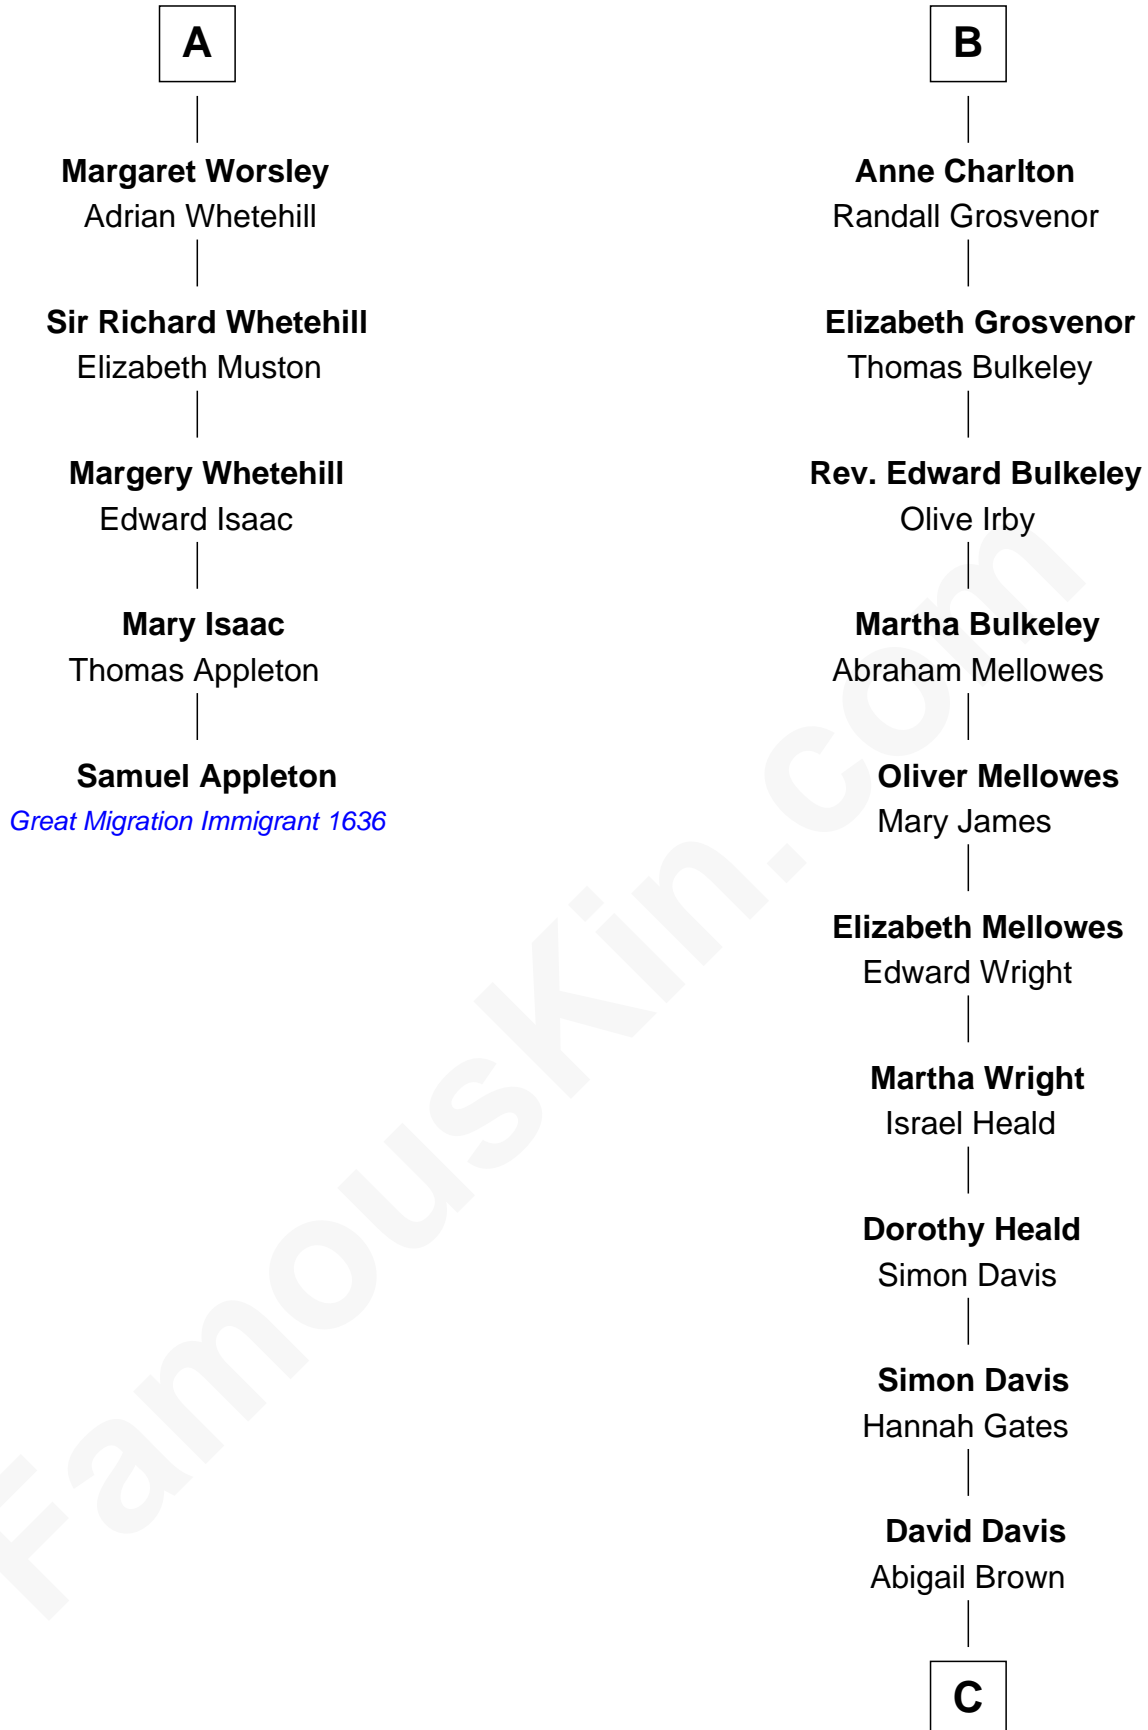 A
Margaret Worsley
Adrian Whetehill
Sir Richard Whetehill
Elizabeth Muston
Margery Whetehill
Edward Isaac
Mary Isaac
Thomas Appleton
Samuel Appleton
Great Migration Immigrant 1636
B
Anne Charlton
Randall Grosvenor
Elizabeth Grosvenor
Thomas Bulkeley
Rev. Edward Bulkeley
Olive Irby
Martha Bulkeley
Abraham Mellowes
Oliver Mellowes
Mary James
Elizabeth Mellowes
Edward Wright
Martha Wright
Israel Heald
Dorothy Heald
Simon Davis
Simon Davis
Hannah Gates
David Davis
Abigail Brown
C
FamousKin.com